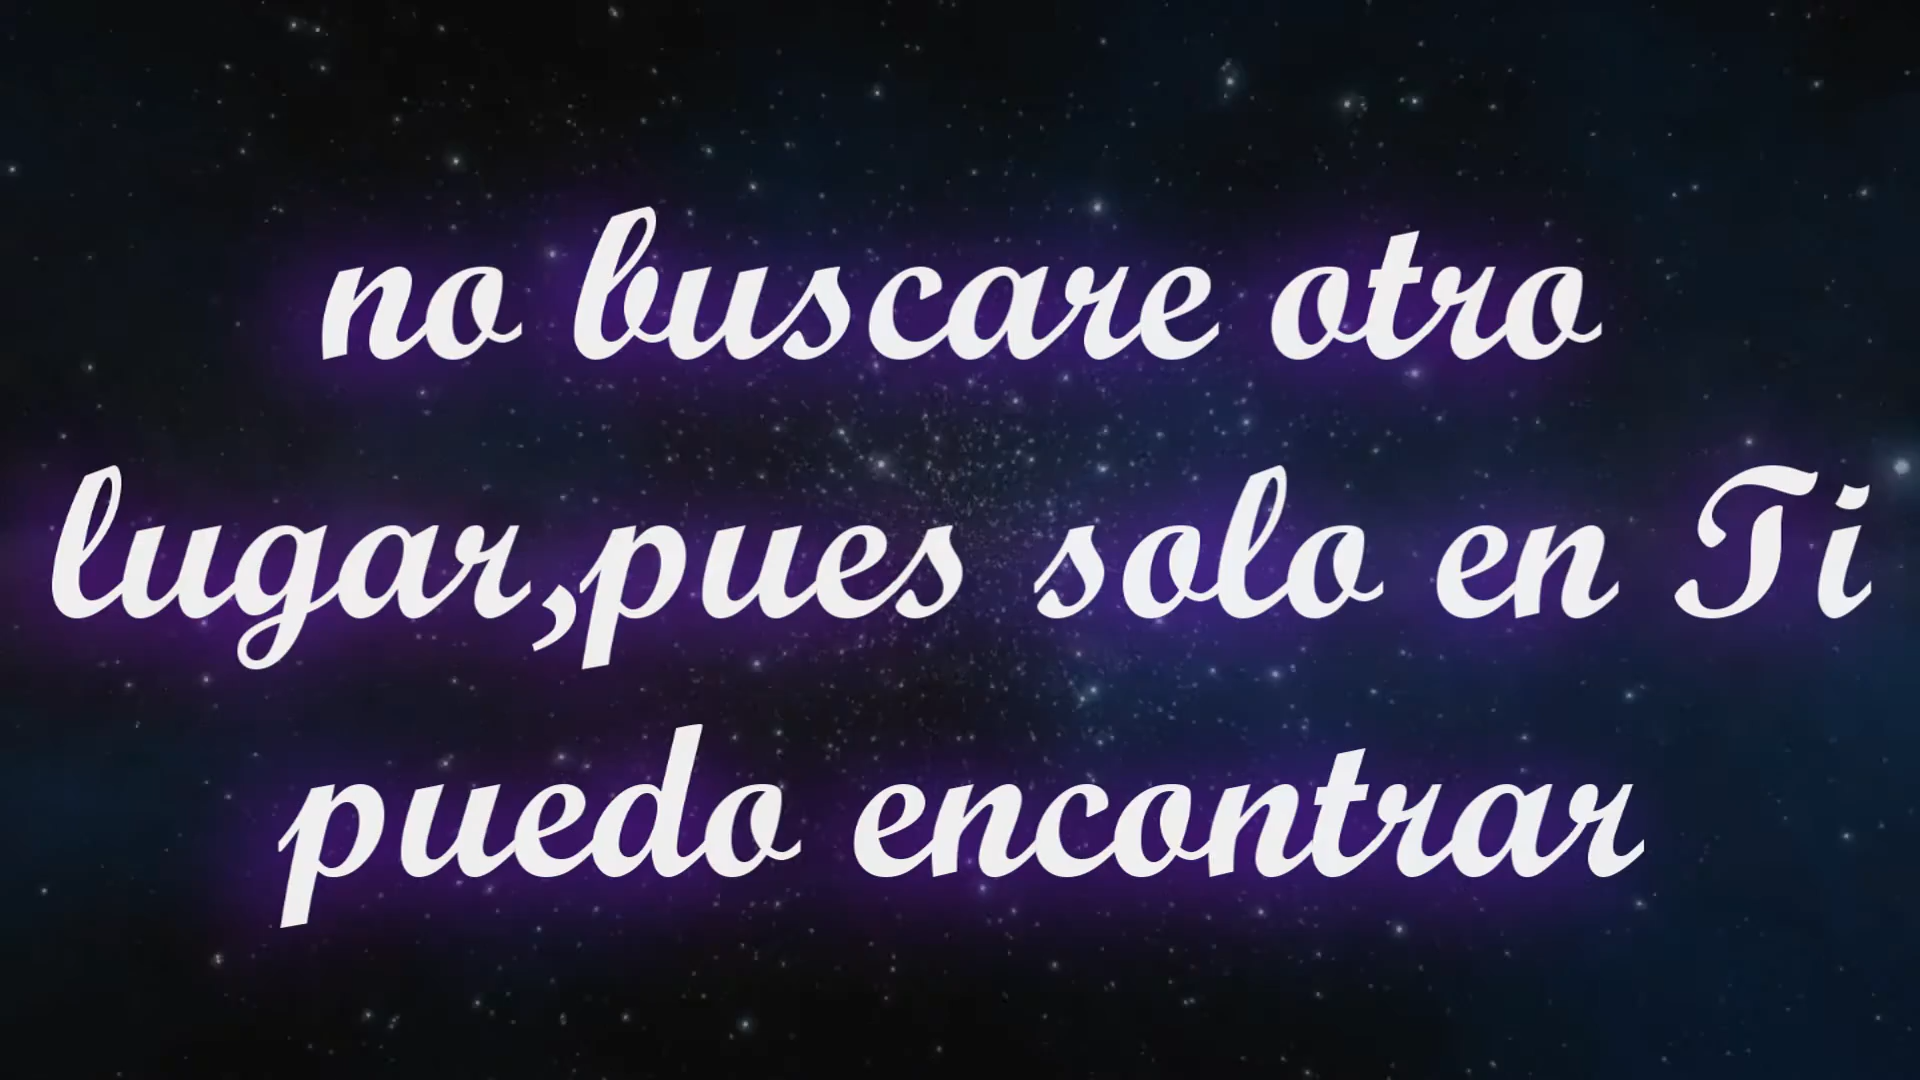 no buscare otro
lugar,pues solo en Ti
puedo encontrar